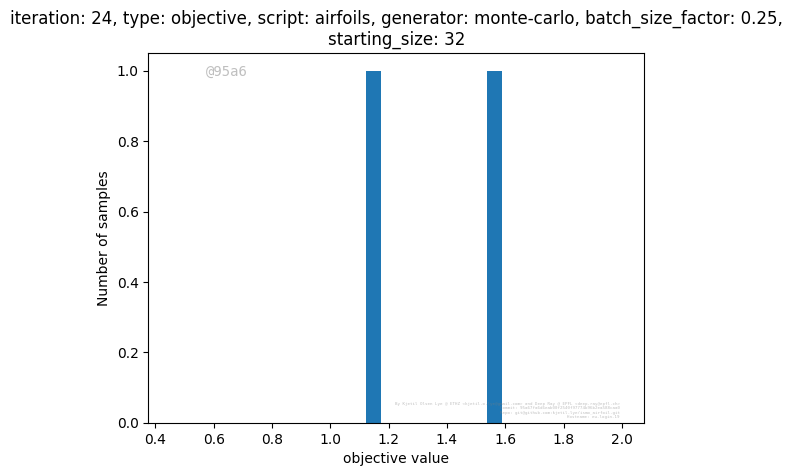 iteration: 24, type: objective, script: airfoils, generator: monte-carlo, batch_size_factor: 0.25,
starting_size: 32
@95a6
1.0
0.8
0.6
0.4
0.2
0.0
Number of samples
0.4 0.6 0.8 1.0 1.2 1.4 1.6 1.8 2.0
objective value